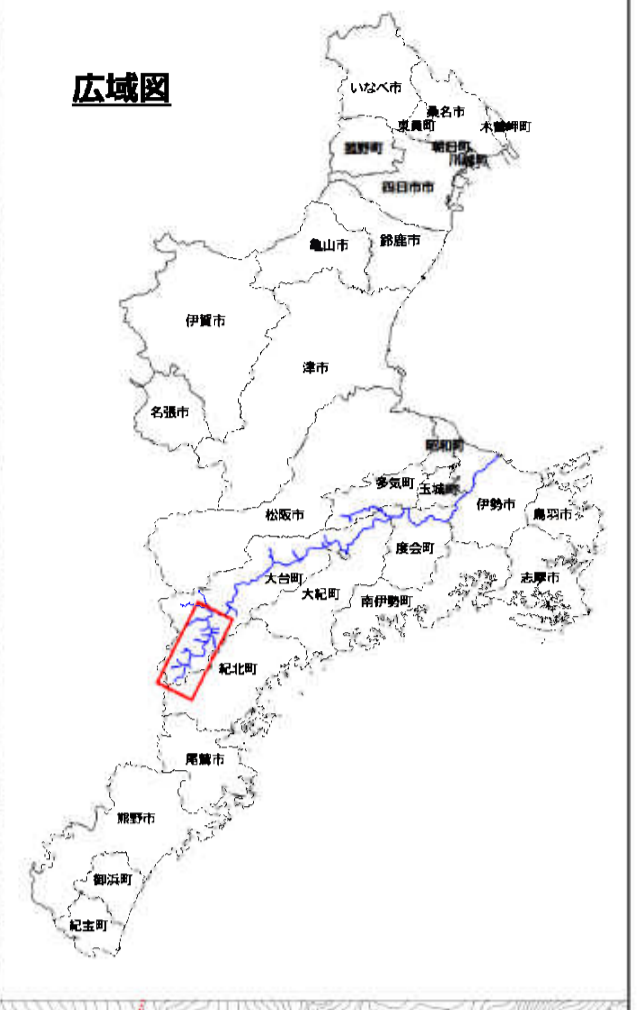 広域図
いなべ市
桑名市
東員町
木曽岬町
菰野町
朝日町
川越町
四日市市
亀山市
鈴鹿市
伊賀市
津市
名張市
多気町
玉城町
松阪市
伊勢市
鳥羽市
度会町
大台町
志摩市
大紀町
南伊勢町
紀北町
尾鷲市
熊野市
御浜町
紀宝町